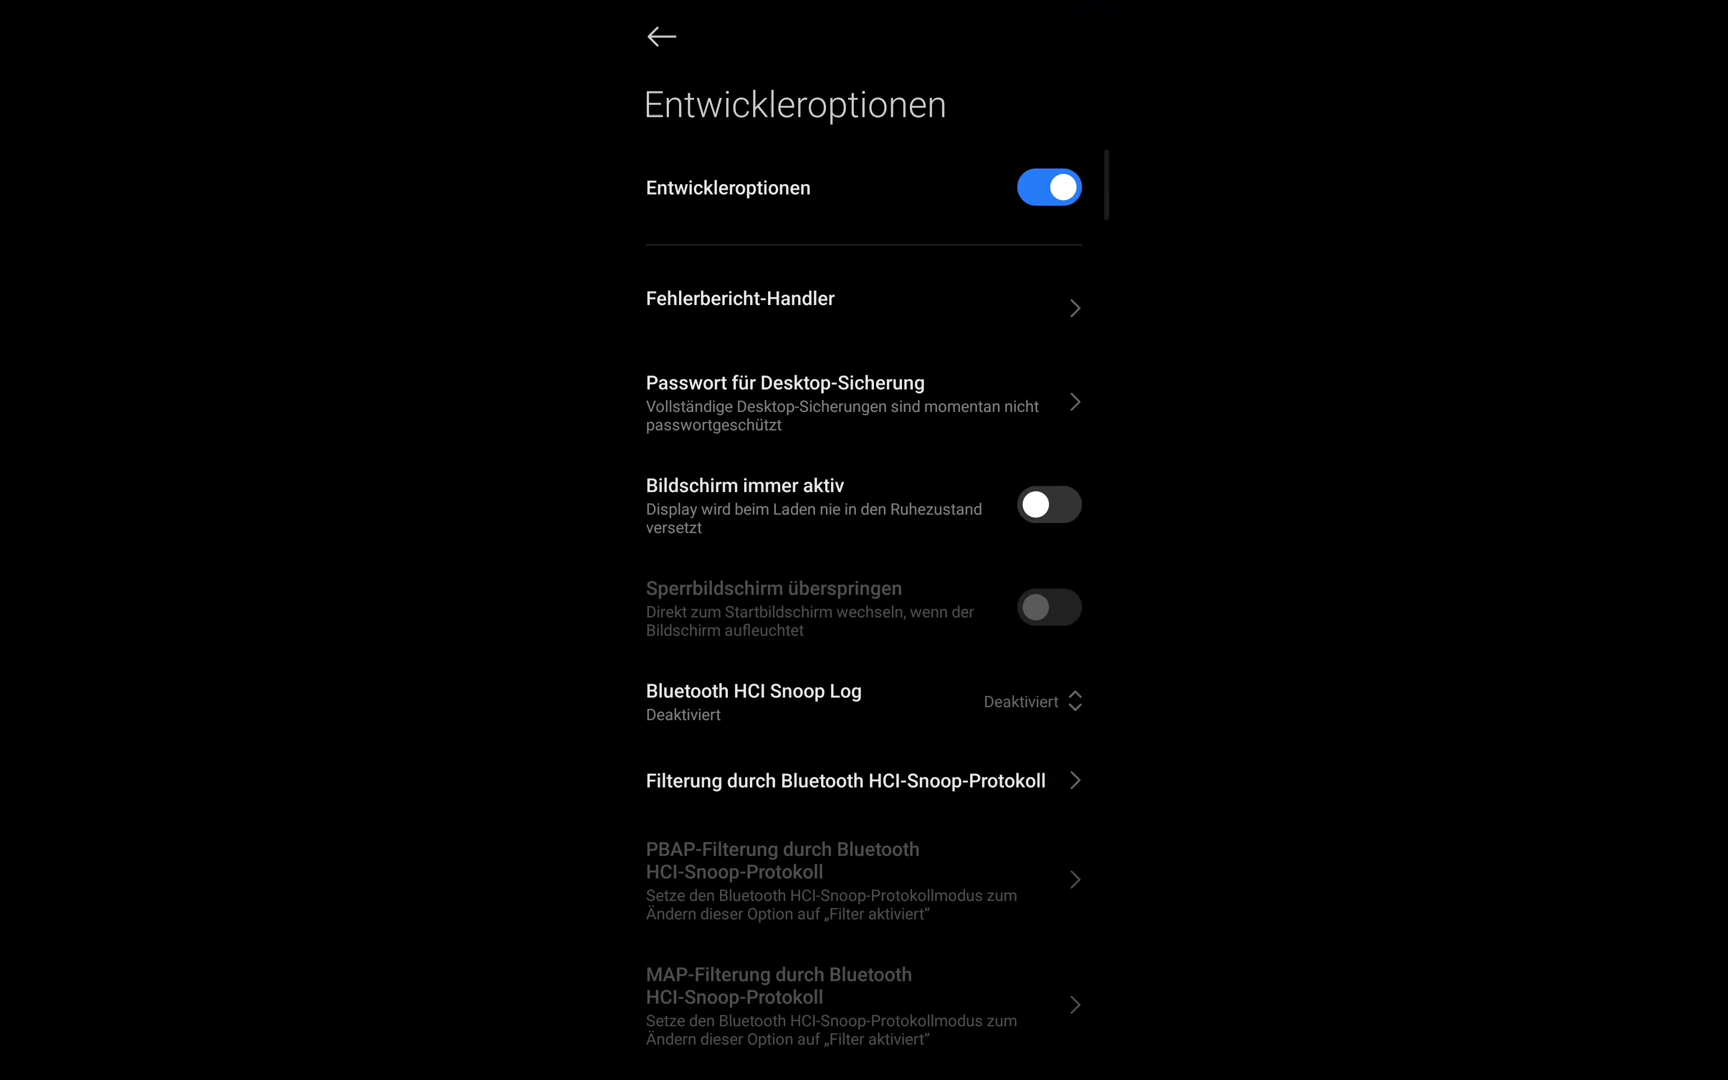 Entwickleroptionen
Entwickleroptionen
Fehlerbericht-Handler
Passwort für Desktop-Sicherung
Vollständige Desktop-Sicherungen sind momentan nicht
passwortgeschützt
Bildschirm immer aktiv
Display wird beim Laden nie in den Ruhezustand
versetzt
Sperrbildschirm überspringen
Direkt zum Startbildschirm wechseln, wenn der
Bildschirm aufleuchtet
Bluetooth HCI Snoop Log
Deaktiviert
Deaktiviert
Filterung durch Bluetooth HCI-Snoop-Protokoll
PBAP-Filterung durch Bluetooth
HCI-Snoop-Protokoll
Setze den Bluetooth HCI-Snoop-Protokollmodus zum
Ändern dieser Option auf „Filter aktiviert“
MAP-Filterung durch Bluetooth
HCI-Snoop-Protokoll
Setze den Bluetooth HCI-Snoop-Protokollmodus zum
Ändern dieser Option auf „Filter aktiviert“